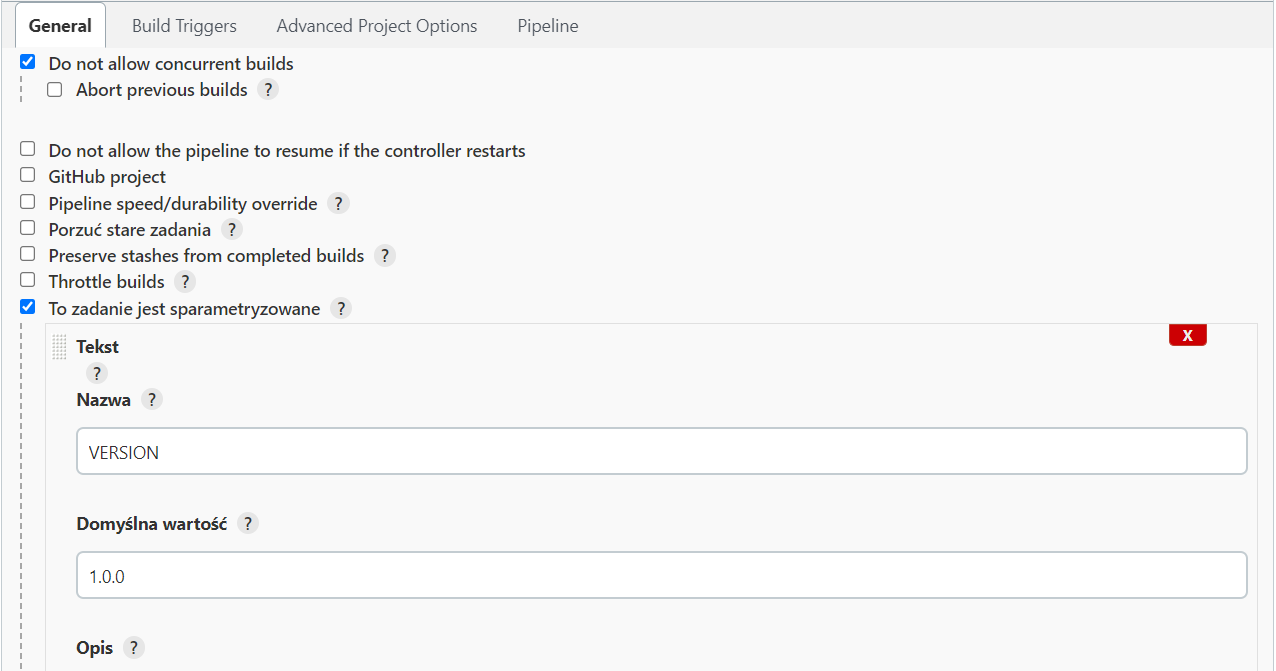 General Build Triggers Advanced Project Options Pipeline
Do not allow concurrent builds
Abort previous builds ?
Do not allow the pipeline to resume if the controller restarts
GitHub project
Pipeline speed/durability override ?
Porzuć stare zadania ?
Preserve stashes from completed builds ?
Throttle builds ?
To zadanie jest sparametryzowane ?
Tekst X
?
Nazwa ?
VERSION
Domyślna wartość ?
1.0.0
Opis ?